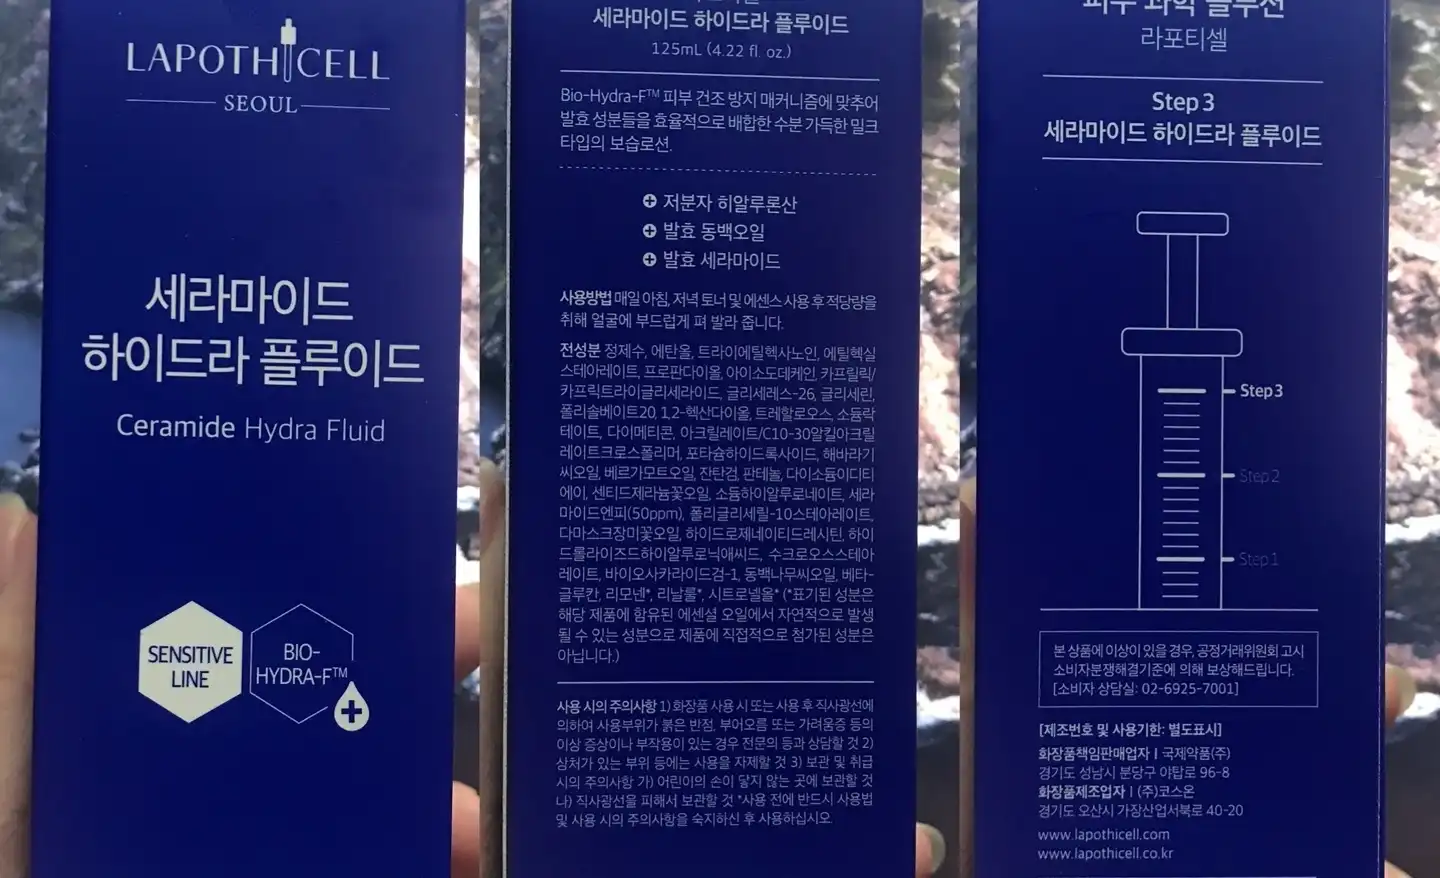 LAPOTHICELL
SEOUL
세라마이드
하이드라 플루이드
Ceramide Hydra Fluid
SENSITIVE
LINE
BIO-
HYDRA-F™
세라마이드 하이드라 플루이드
125mL (4.22 fl. oz.)
Bio-Hydra-F™ 피부 건조 방지 매커니즘에 맞추어
발효 성분들을 효율적으로 배합한 수분 가득한 밀크
타입의 보습로션.
저분자 히알루론산
발효 동백오일
발효 세라마이드
사용방법 매일 아침, 저녁 토너 및 에센스 사용 후 적당량을
취해 얼굴에 부드럽게 펴 발라 줍니다.
전성분 정제수, 에탄올, 트라이에틸헥사노인, 에틸헥실
스테아레이트, 프로판다이올, 아이소도데케인, 카프릴릭/
카프릭트라이글리세라이드, 글리세레스-26, 글리세린,
폴리솔베이트20, 1,2-헥산다이올, 트레할로오스, 소듐락
테이트, 다이메티콘, 아크릴레이트/C10-30알킬아크릴
레이트크로스폴리머, 포타슘하이드록사이드, 해바라기
씨오일, 베르가모트오일, 잔탄검, 판테놀, 다이소듐이디티
에이, 센티드제라늄꽃오일, 소듐하이알루로네이트, 세라
마이드엔피(50ppm), 폴리글리세릴-10스테아레이트,
다마스크장미꽃오일, 하이드로제네이티드레시틴, 하이
드롤라이즈드하이알루로닉애씨드, 수크로오스스테아
레이트, 바이오사카라이드검-1, 동백나무씨오일, 베타-
글루칸, 리모넨*, 리날룰*, 시트로넬올* (*표기된 성분은
해당 제품에 함유된 에센셜 오일에서 자연적으로 발생
될 수 있는 성분으로 제품에 직접적으로 첨가된 성분은
아닙니다.)
사용 시의 주의사항 1) 화장품 사용 시 또는 사용 후 직사광선에
의하여 사용부위가 붉은 반점, 부어오름 또는 가려움증 등의
이상 증상이나 부작용이 있는 경우 전문의 등과 상담할 것 2)
상처가 있는 부위 등에는 사용을 자제할 것 3) 보관 및 취급
시의 주의사항 가) 어린이의 손이 닿지 않는 곳에 보관할 것
나) 직사광선을 피해서 보관할 것 *사용 전에 반드시 사용법
및 사용 시의 주의사항을 숙지하신 후 사용하십시오.
피부 과학 솔루션
라포티셀
Step 3
세라마이드 하이드라 플루이드
Step 3
Step 2
Step 1
본 상품에 이상이 있을 경우, 공정거래위원회 고시
소비자분쟁해결기준에 의해 보상해드립니다.
[소비자 상담실: 02-6925-7001]
[제조번호 및 사용기한: 별도표시]
화장품책임판매업자 | 국제약품(주)
경기도 성남시 분당구 야탑로 96-8
화장품제조업자 | (주)코스온
경기도 오산시 가장산업서북로 40-20
www.lapothicell.com
www.lapothicell.co.kr